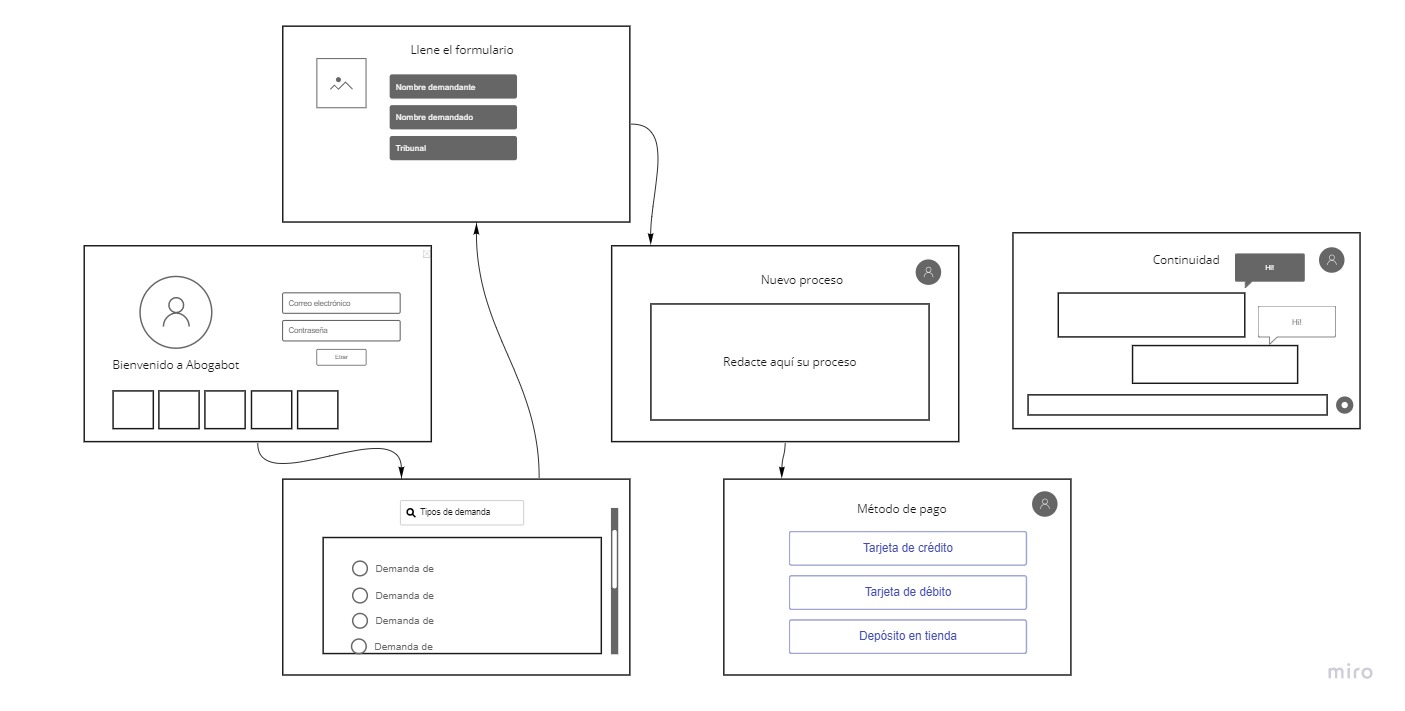 Llene el formulario
Nombre demandante
Nombre demandado
Tribunal
Bienvenido a Abogabot
Correo electrónico
Contraseña
Tipos de demanda
Demanda de
Demanda de
Demanda de
Demanda de
Nuevo proceso
Redacte aquí su proceso
Método de pago
Tarjeta de crédito
Tarjeta de débito
Depósito en tienda
Continuidad
Hi!
Hi!
miro